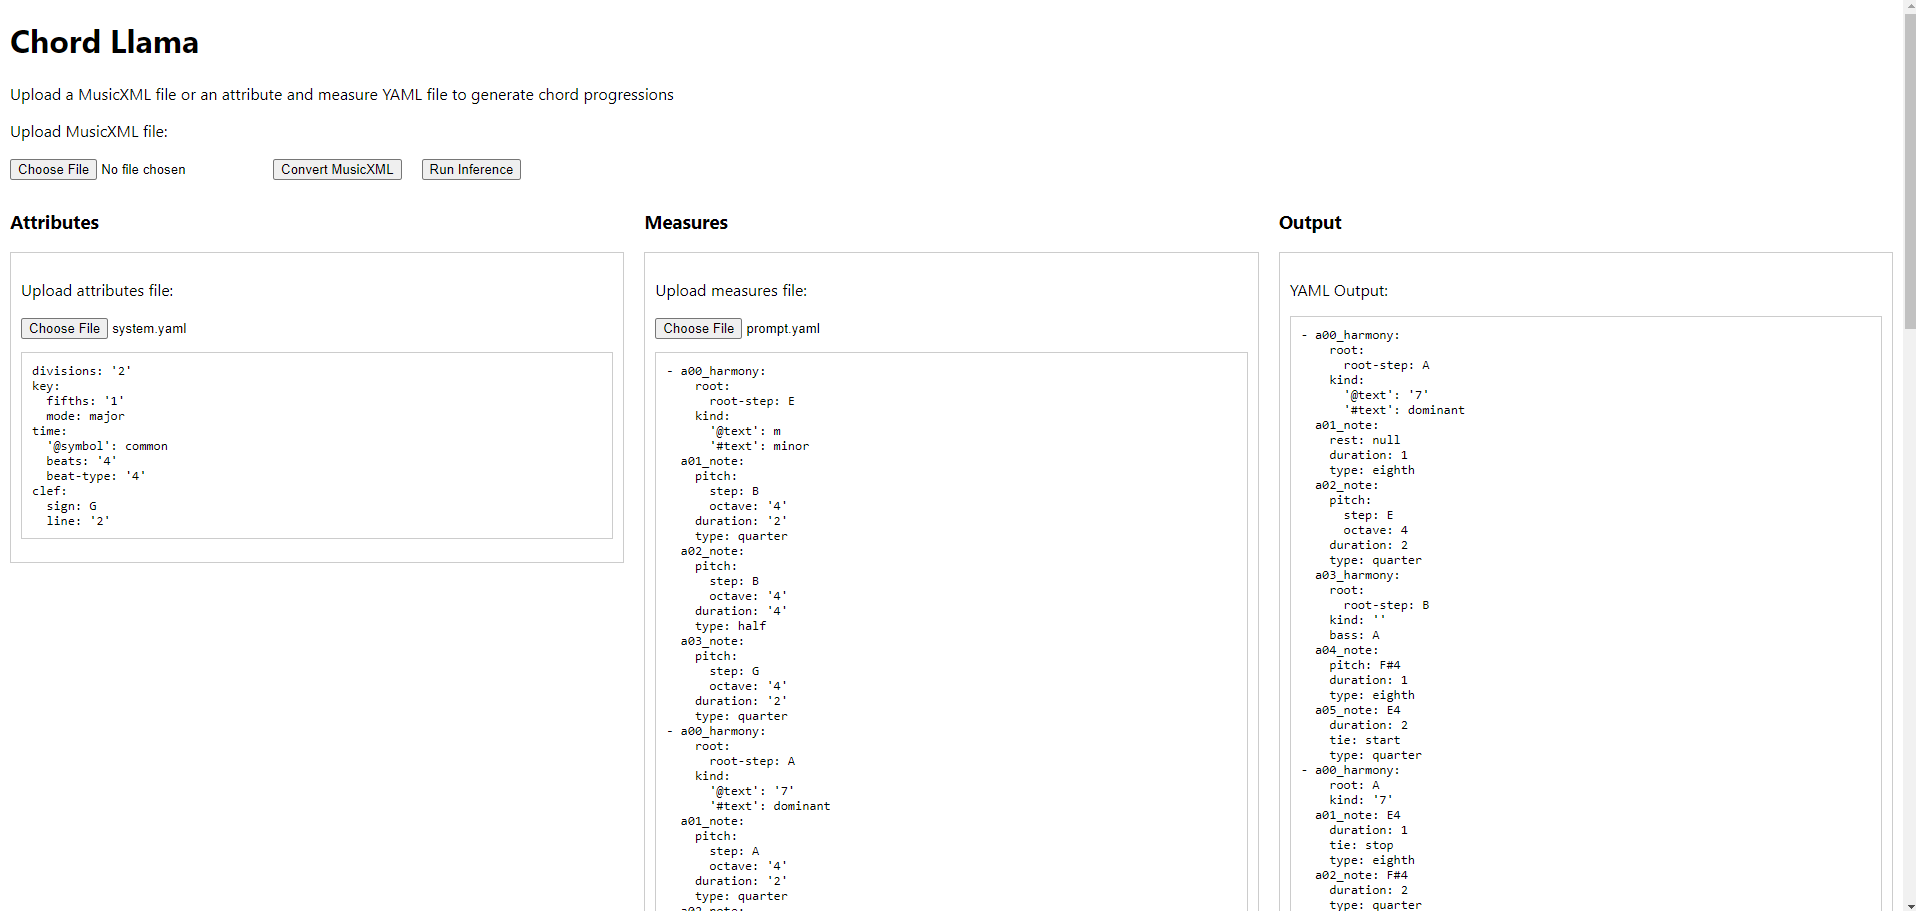 Chord Llama
Upload a MusicXML file or an attribute and measure YAML file to generate chord progressions
Upload MusicXML file:
Choose File No file chosen Convert MusicXML Run Inference
Attributes
Upload attributes file:
Choose File system.yaml
divisions: '2'
key:
  fifths: '1'
  mode: major
time:
  '@symbol': common
  beats: '4'
  beat-type: '4'
clef:
  sign: G
  line: '2'
Measures
Upload measures file:
Choose File prompt.yaml
- a00_harmony:
    root:
      root-step: E
    kind:
      '@text': m
      '#text': minor
  a01_note:
    pitch:
      step: B
      octave: '4'
    duration: '2'
    type: quarter
  a02_note:
    pitch:
      step: B
      octave: '4'
    duration: '4'
    type: half
  a03_note:
    pitch:
      step: G
      octave: '4'
    duration: '2'
    type: quarter
- a00_harmony:
    root:
      root-step: A
    kind:
      '@text': '7'
      '#text': dominant
  a01_note:
    pitch:
      step: A
      octave: '4'
    duration: '2'
    type: quarter
  a02_note:
Output
YAML Output:
- a00_harmony:
    root:
      root-step: A
    kind:
      '@text': '7'
      '#text': dominant
  a01_note:
    rest: null
    duration: 1
    type: eighth
  a02_note:
    pitch:
      step: E
      octave: 4
    duration: 2
    type: quarter
  a03_harmony:
    root:
      root-step: B
    kind: ''
    bass: A
  a04_note:
    pitch: F#4
    duration: 1
    type: eighth
  a05_note: E4
    duration: 2
    tie: start
    type: quarter
- a00_harmony:
    root: A
    kind: '7'
  a01_note: E4
    duration: 1
    tie: stop
    type: eighth
  a02_note: F#4
    duration: 2
    type: quarter